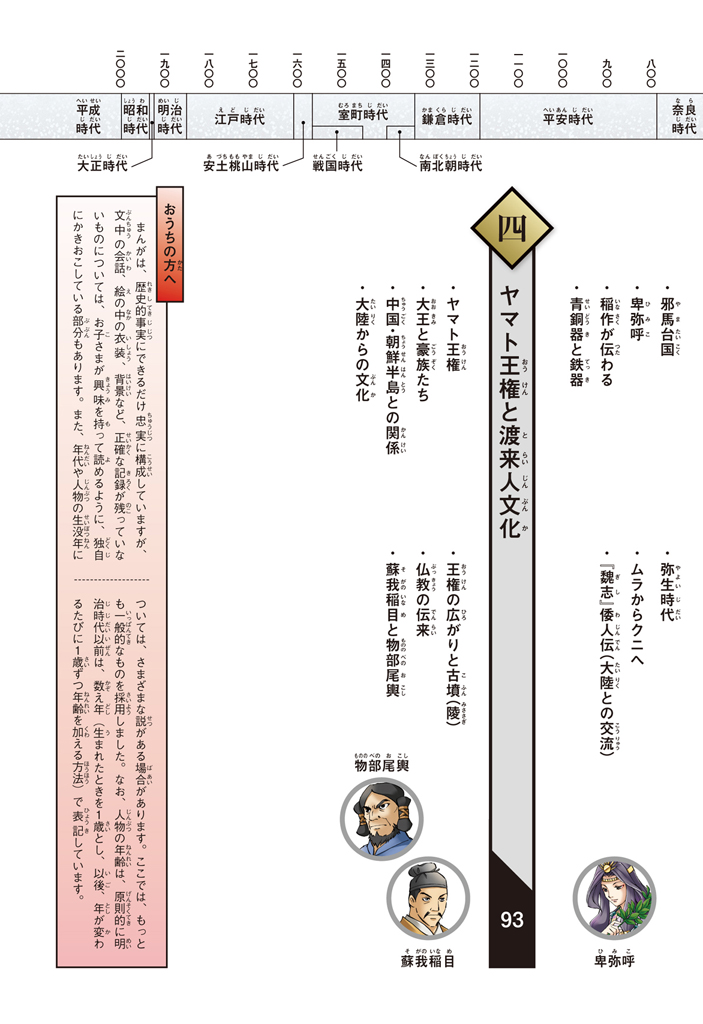 八〇〇
九〇〇
一〇〇〇
一一〇〇
一二〇〇
一三〇〇
一四〇〇
一五〇〇
一六〇〇
一七〇〇
一八〇〇
一九〇〇
二〇〇〇
奈良時代
平安時代
鎌倉時代
室町時代
江戸時代
明治時代
昭和時代
平成時代
南北朝時代
戦国時代
安土桃山時代
大正時代
・邪馬台国
・卑弥呼
・稲作が伝わる
・青銅器と鉄器
・弥生時代
・ムラからクニへ
・『魏志』倭人伝(大陸との交流)
卑弥呼
四
ヤマト王権と渡来人文化
93
・ヤマト王権
・大王と豪族たち
・中国・朝鮮半島との関係
・大陸からの文化
・王権の広がりと古墳(陵)
・仏教の伝来
・蘇我稲目と物部尾輿
物部尾輿
蘇我稲目
おうちの方へ
まんがは、歴史的事実にできるだけ忠実に構成していますが、
文中の会話、絵の中の衣装、背景など、正確な記録が残っていな
いものについては、お子さまが興味を持って読めるように、独自
にかきおこしている部分もあります。また、年代や人物の生没年に
ついては、さまざまな説がある場合があります。ここでは、もっと
も一般的なものを採用しました。なお、人物の年齢は、原則的に明
治時代以前は、数え年(生まれたときを1歳とし、以後、年が変わ
るたびに1歳ずつ年齢を加える方法)で表記しています。